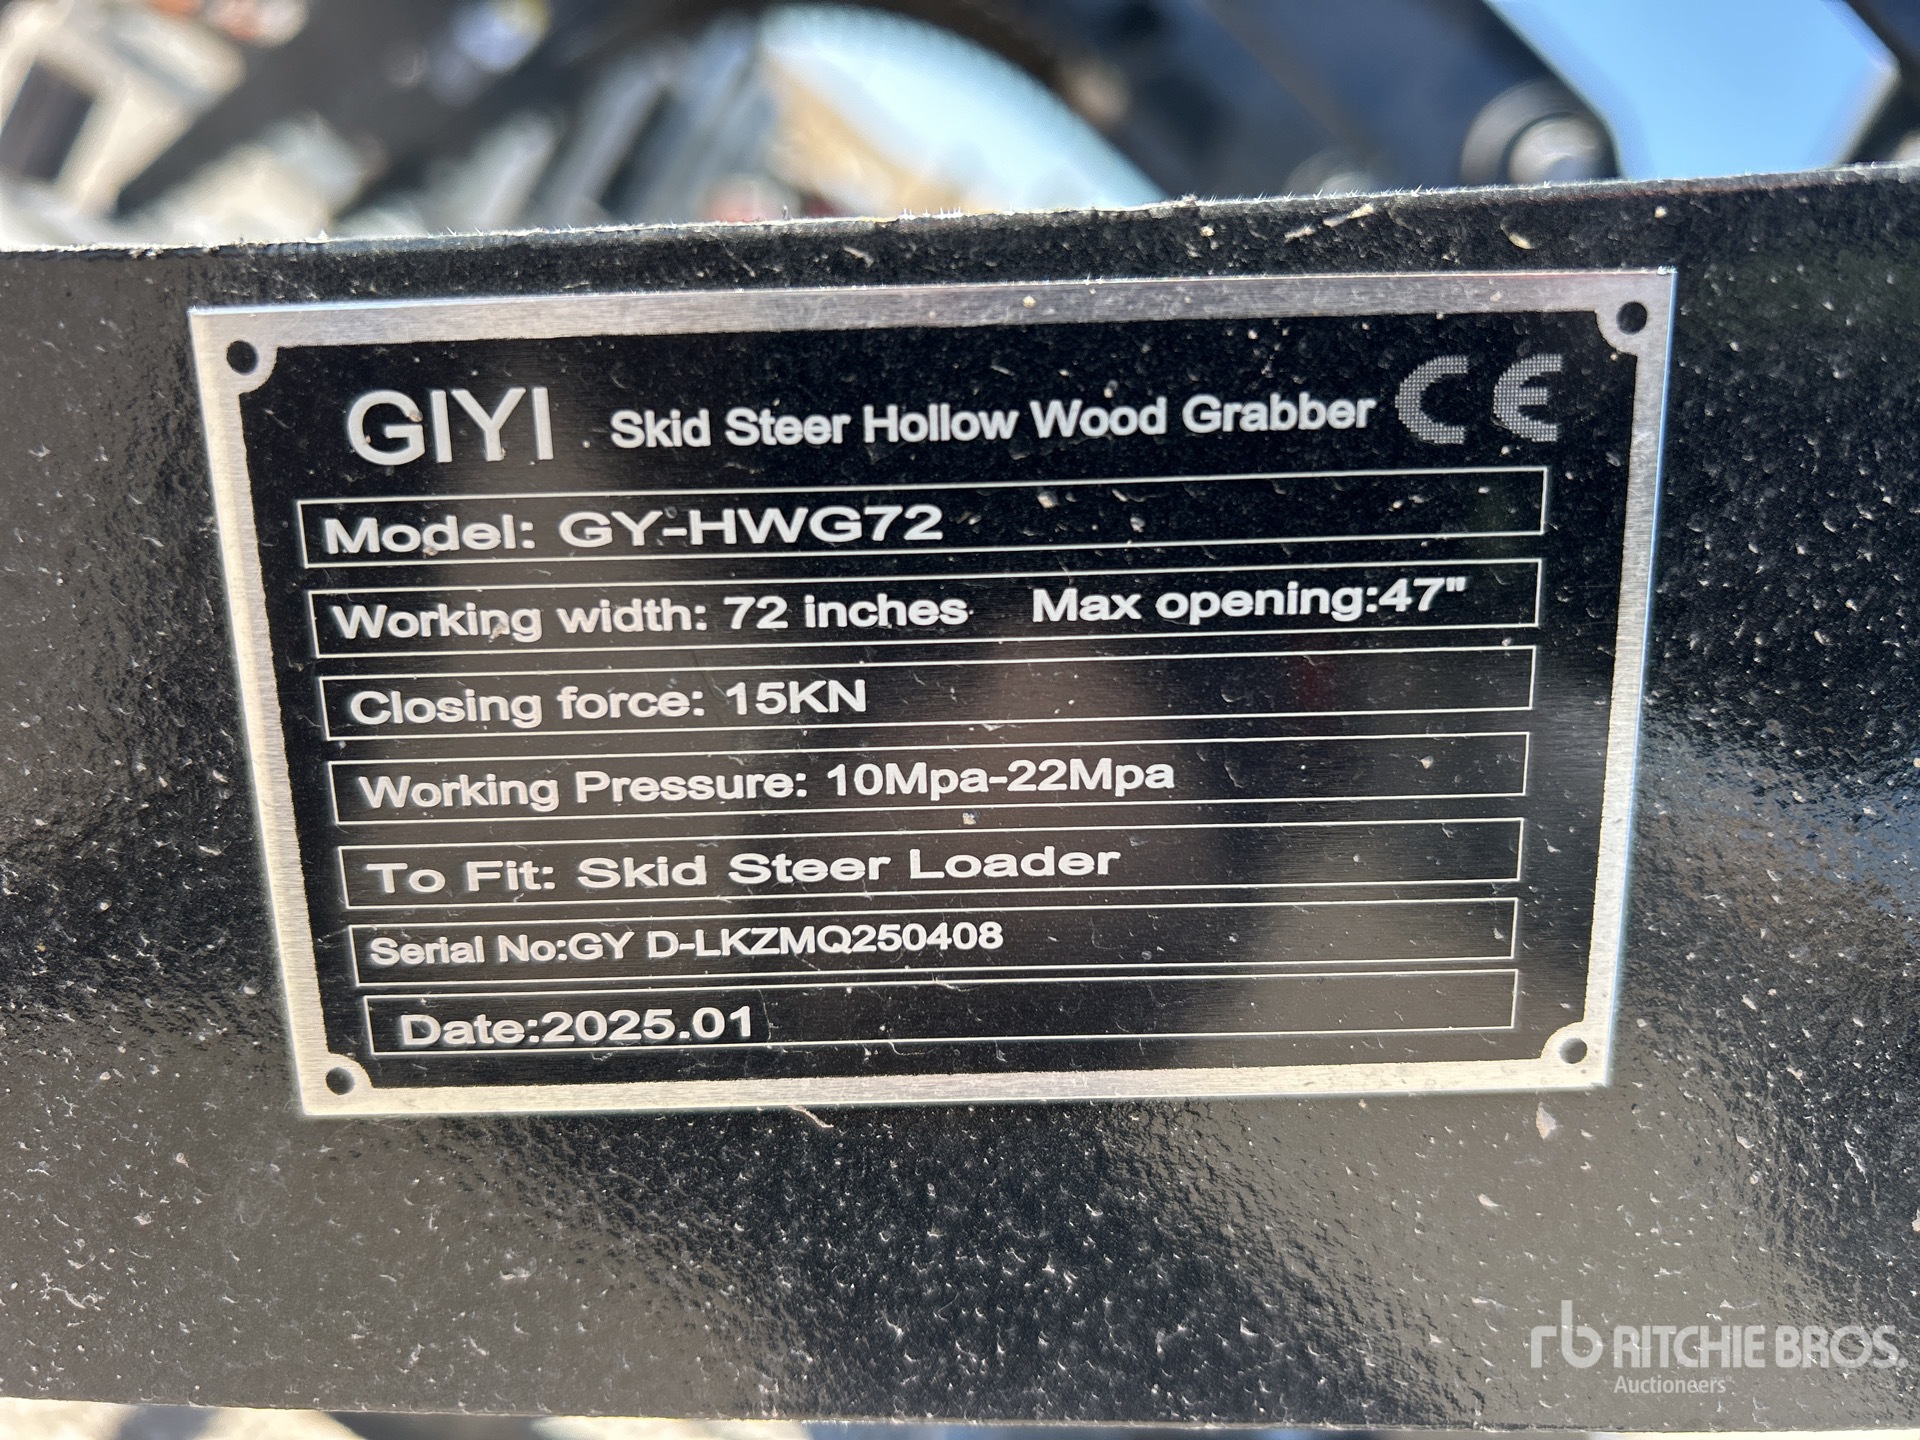 GIYI Skid Steer Hollow Wood Grabber CE
Model: GY-HWG72
Working width: 72 inches Max opening:47"
Closing force: 15KN
Working Pressure: 10Mpa-22Mpa
To Fit: Skid Steer Loader
Serial No:GY D-LKZMQ250408
Date:2025.01
rb RITCHIE BROS.
Auctioneers